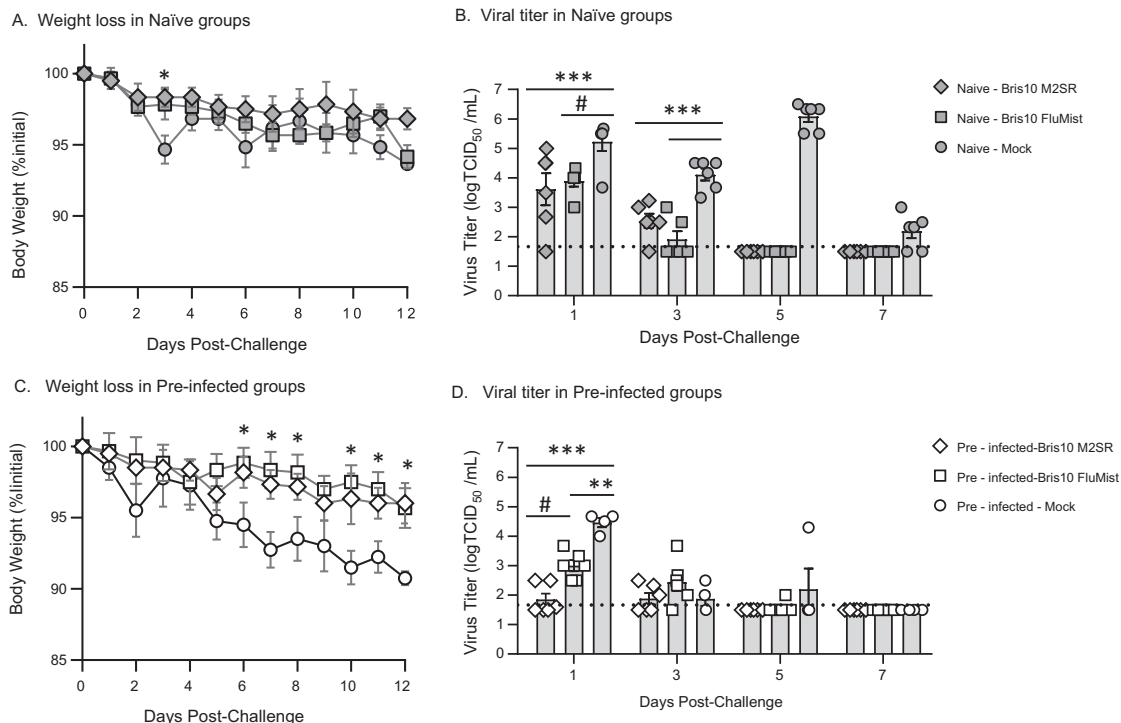 A. Weight loss in Naïve groups
*
100
95
90
85
Body Weight (%initial)
0 2 4 6 8 10 12
Days Post-Challenge
B. Viral titer in Naïve groups
***
#
***
7
6
5
4
3
2
1
0
Virus Titer (logTCID50 /mL)
1 3 5 7
Days Post-Challenge
Naive - Bris10 M2SR
Naive - Bris10 FluMist
Naive - Mock
C. Weight loss in Pre-infected groups
* * * * * *
100
95
90
85
Body Weight (%Iinitial)
0 2 4 6 8 10 12
Days Post-Challenge
D. Viral titer in Pre-infected groups
***
**
#
7
6
5
4
3
2
1
0
Virus Titer (logTCID50 /mL)
1 3 5 7
Days Post-Challenge
Pre - infected-Bris10 M2SR
Pre - infected-Bris10 FluMist
Pre - infected - Mock